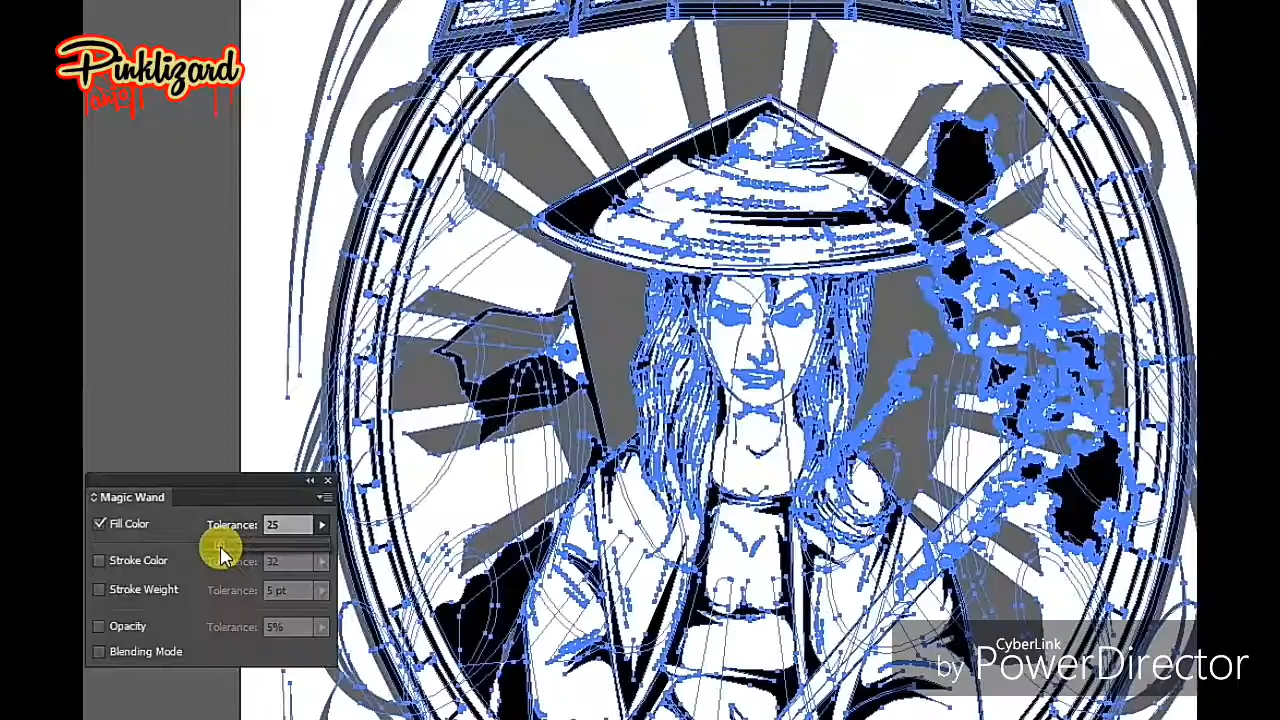 Pinklizard
Magic Wand
Fill Color
Tolerance:
25
Stroke Color
32
Stroke Weight
Tolerance:
5 pt
Opacity
Tolerance:
5%
Blending Mode
CyberLink
by PowerDirector